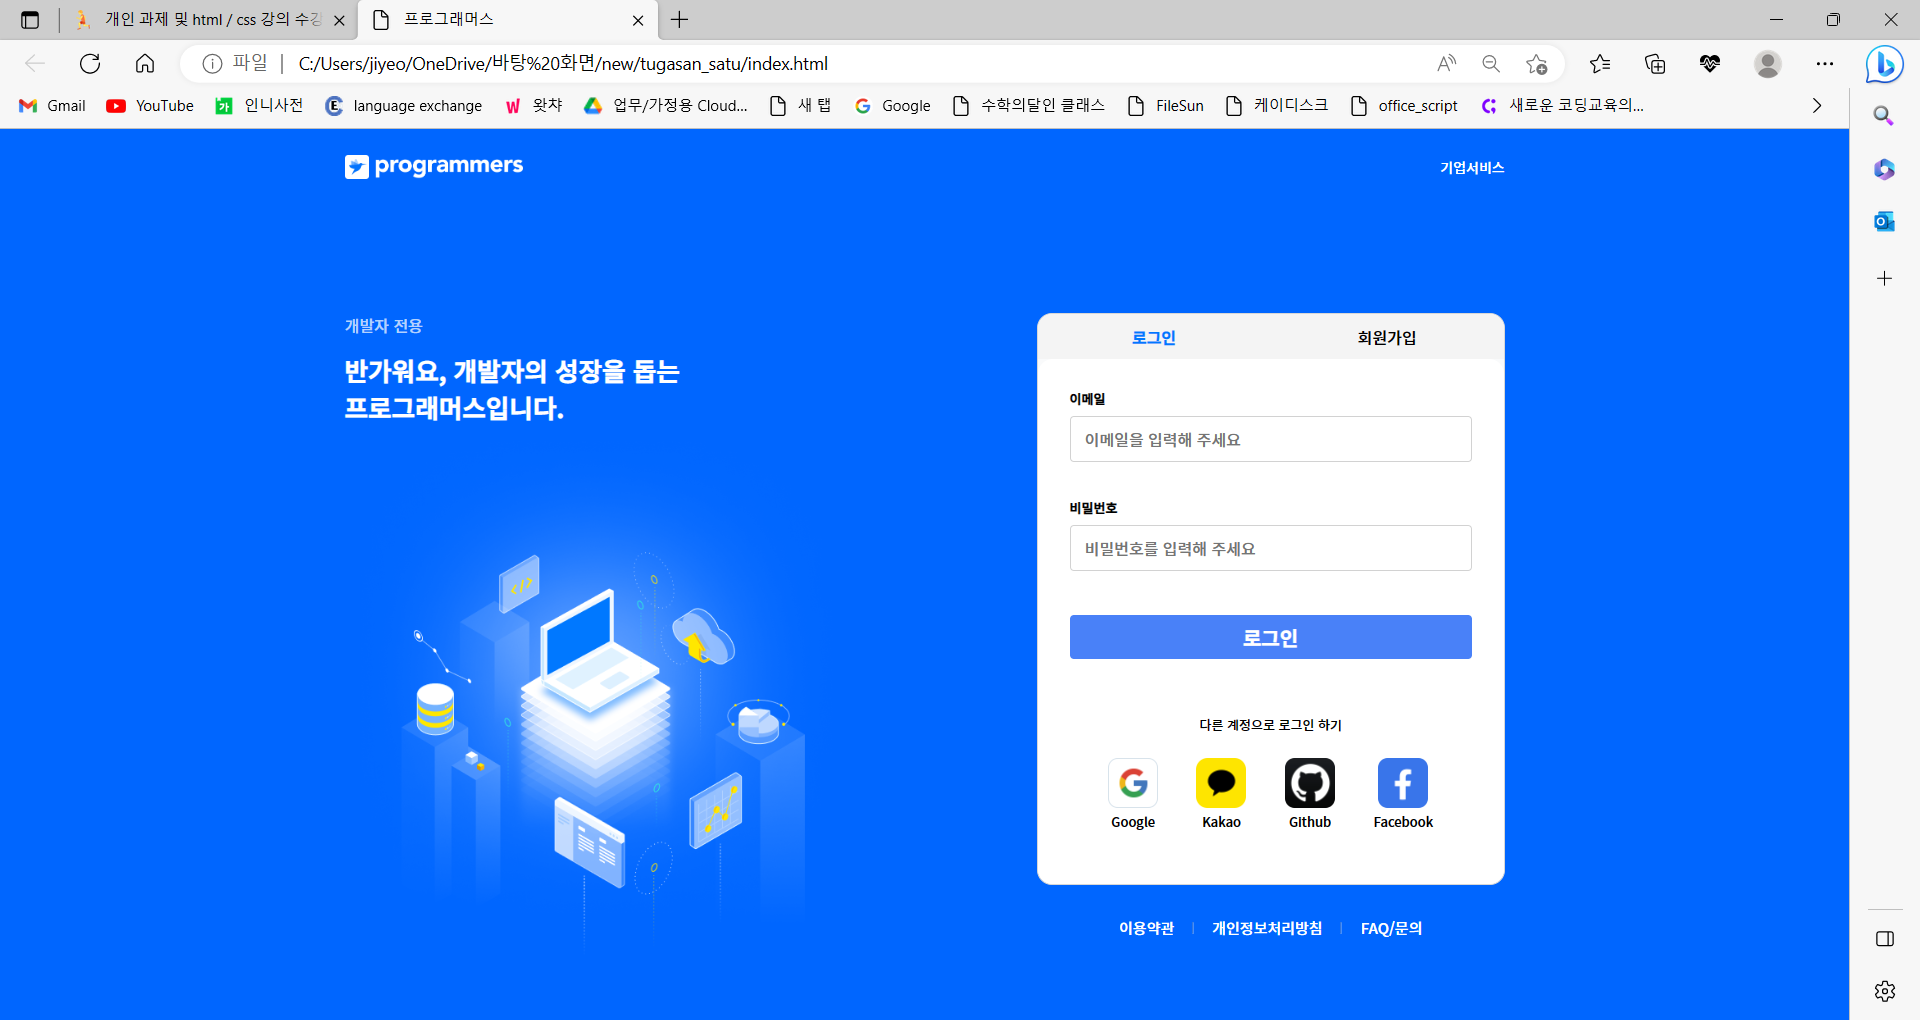 개인 과제 및 html / css 강의 수강
프로그래머스
파일 | C:/Users/jiyeo/OneDrive/바탕%20화면/new/tugasan_satu/index.html
Gmail YouTube 인니사전 language exchange 왓챠 업무/가정용 Cloud... 새 탭 Google 수학의달인 클래스 FileSun 케이디스크 office_script 새로운 코딩교육의...
programmers
기업서비스
개발자 전용
반가워요, 개발자의 성장을 돕는
프로그래머스입니다.
</>
로그인 회원가입
이메일
이메일을 입력해 주세요
비밀번호
비밀번호를 입력해 주세요
로그인
다른 계정으로 로그인 하기
Google Kakao Github Facebook
이용약관 | 개인정보처리방침 | FAQ/문의